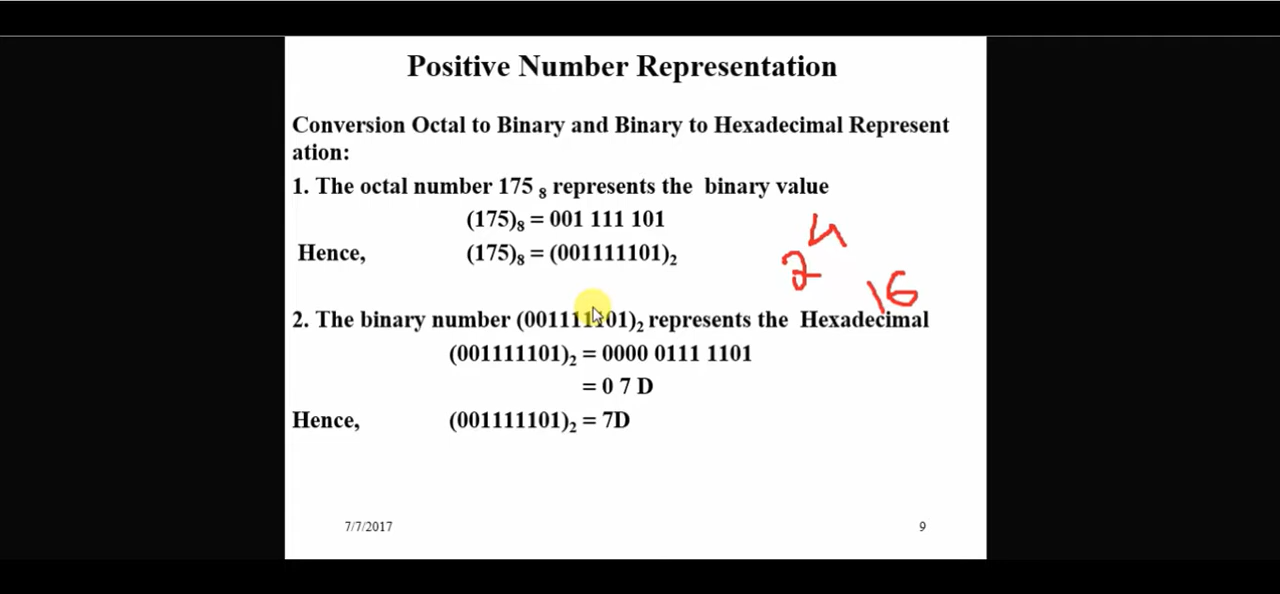 Positive Number Representation
Conversion Octal to Binary and Binary to Hexadecimal Represent
ation:
1. The octal number 175 ₈ represents the binary value
(175)₈ = 001 111 101
Hence, (175)₈ = (001111101)₂
2⁴
16
2. The binary number (001111101)₂ represents the Hexadecimal
(001111101)₂ = 0000 0111 1101
= 0 7 D
Hence, (001111101)₂ = 7D
7/7/2017 9